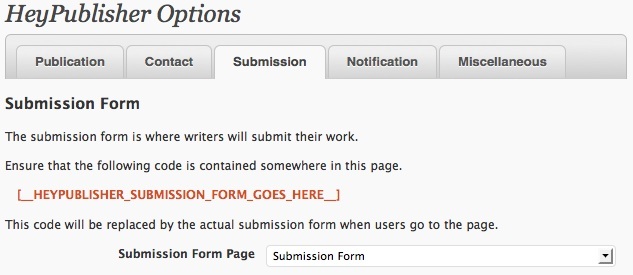 HeyPublisher Options
Publication Contact Submission Notification Miscellaneous
Submission Form
The submission form is where writers will submit their work.
Ensure that the following code is contained somewhere in this page.
[__HEYPUBLISHER_SUBMISSION_FORM_GOES_HERE__]
This code will be replaced by the actual submission form when users go to the page.
Submission Form Page Submission Form